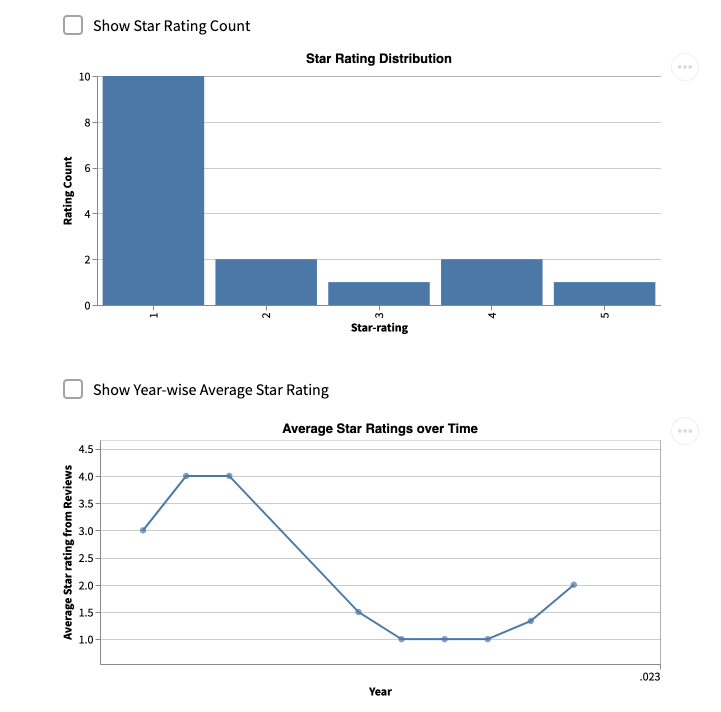 Show Star Rating Count
Star Rating Distribution
10
8
6
4
2
0
Rating Count
1
2
3
4
5
Star-rating
Show Year-wise Average Star Rating
Average Star Ratings over Time
4.5
4.0
3.5
3.0
2.5
2.0
1.5
1.0
Average Star rating from Reviews
.023
Year